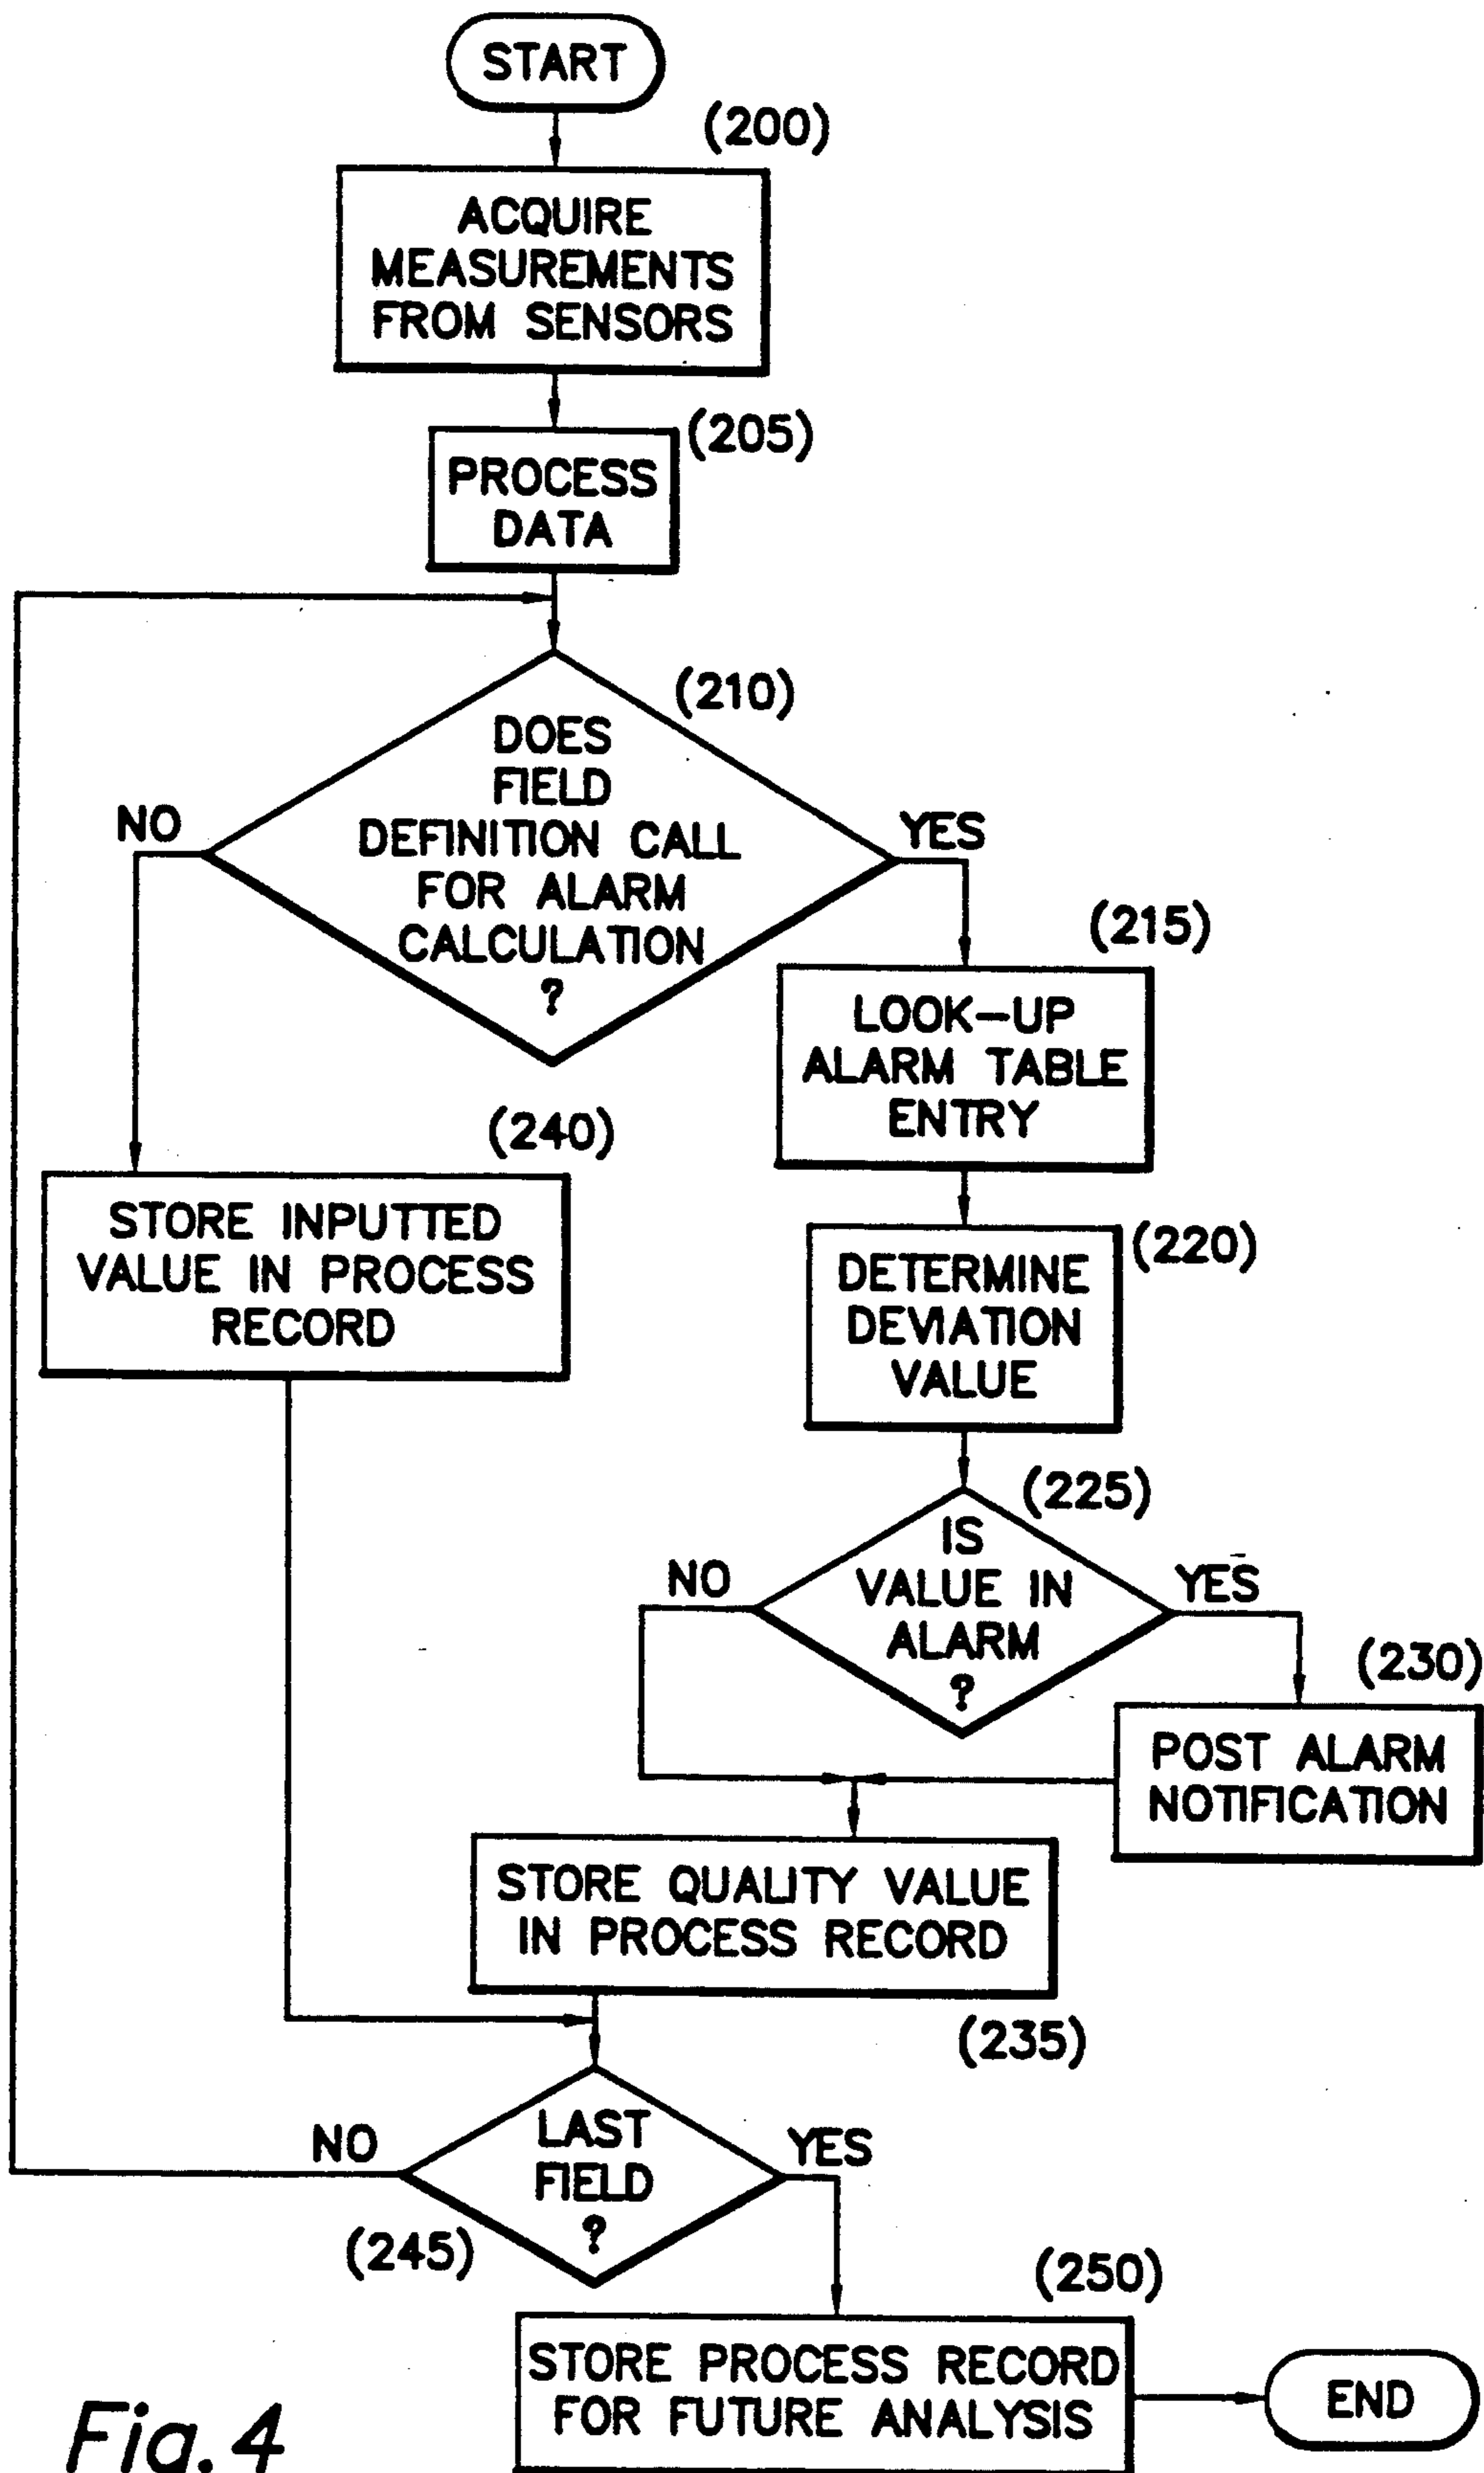 START
(200)
ACQUIRE
MEASUREMENTS
FROM SENSORS
(205)
PROCESS
DATA
(210)
DOES
FIELD
DEFINITION CALL
FOR ALARM
CALCULATION
?
NO
YES
(215)
LOOK-UP
ALARM TABLE
ENTRY
(240)
STORE INPUTTED
VALUE IN PROCESS
RECORD
(220)
DETERMINE
DEVIATION
VALUE
(225)
IS
VALUE IN
ALARM
?
NO
YES
(230)
POST ALARM
NOTIFICATION
STORE QUALITY VALUE
IN PROCESS RECORD
(235)
LAST
FIELD
?
NO
YES
(245)
(250)
STORE PROCESS RECORD
FOR FUTURE ANALYSIS
END
Fig. 4